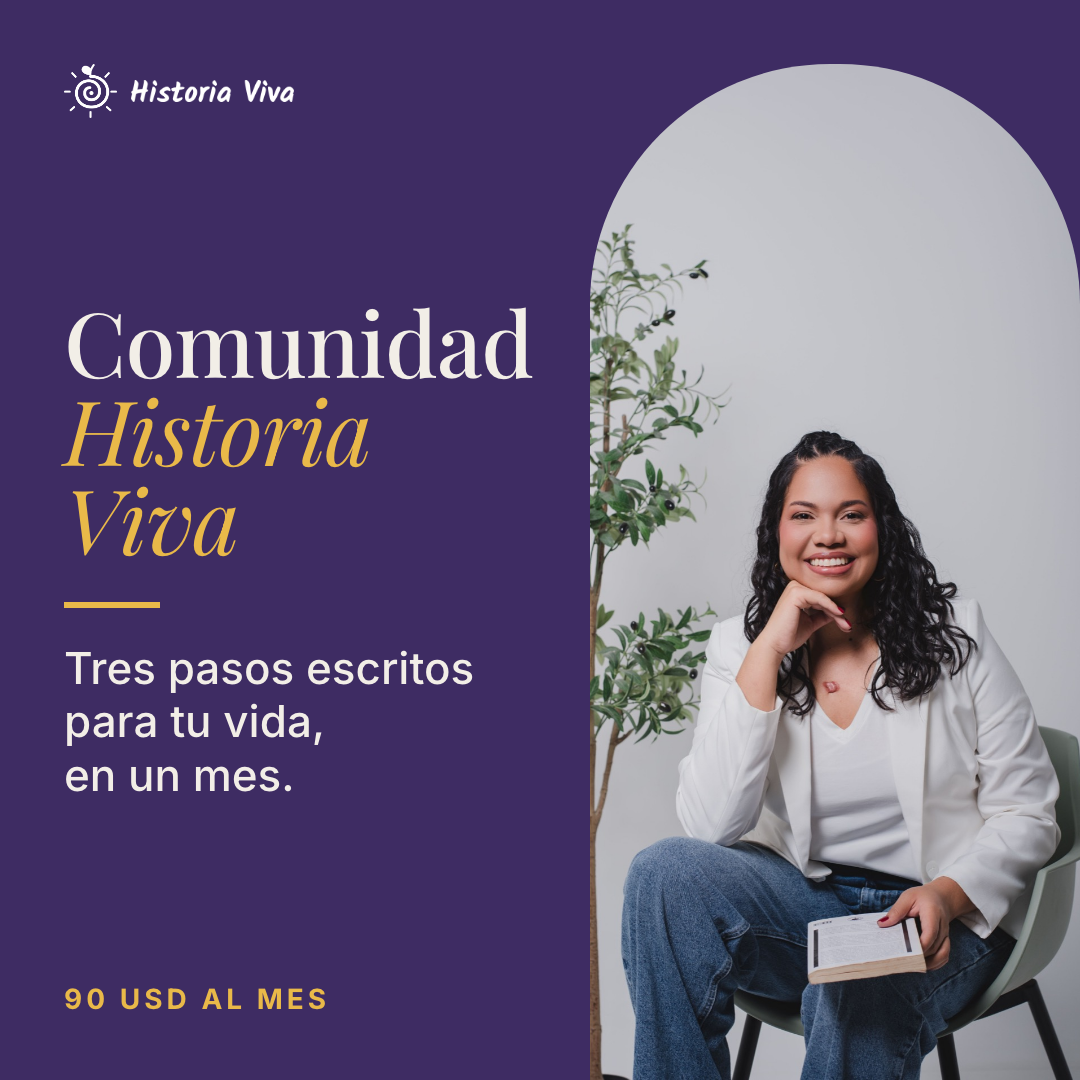 Historia Viva
Comunidad
Historia
Viva
Tres pasos escritos
para tu vida,
en un mes.
90 USD AL MES